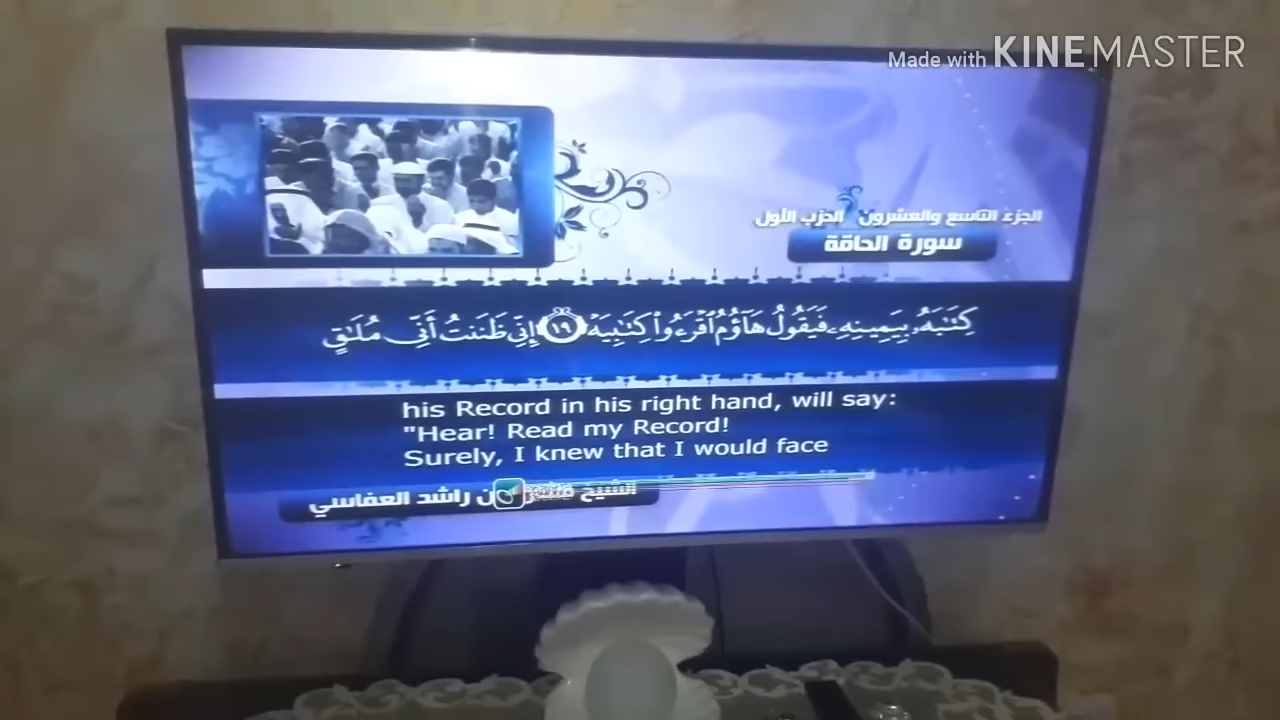 Made with KINEMASTER
الجزء التاسع والعشرون الحزب الأول
سورة الحاقة
كِتَـٰبَهُۥ بِيَمِينِهِۦ فَيَقُولُ هَآؤُمُ ٱقْرَءُوا۟ كِتَـٰبِيَهْ ١٩ إِنِّى ظَنَنتُ أَنِّى مُلَـٰقٍ
his Record in his right hand, will say:
"Hear! Read my Record!
Surely, I knew that I would face
الشيخ راشد العفاسي